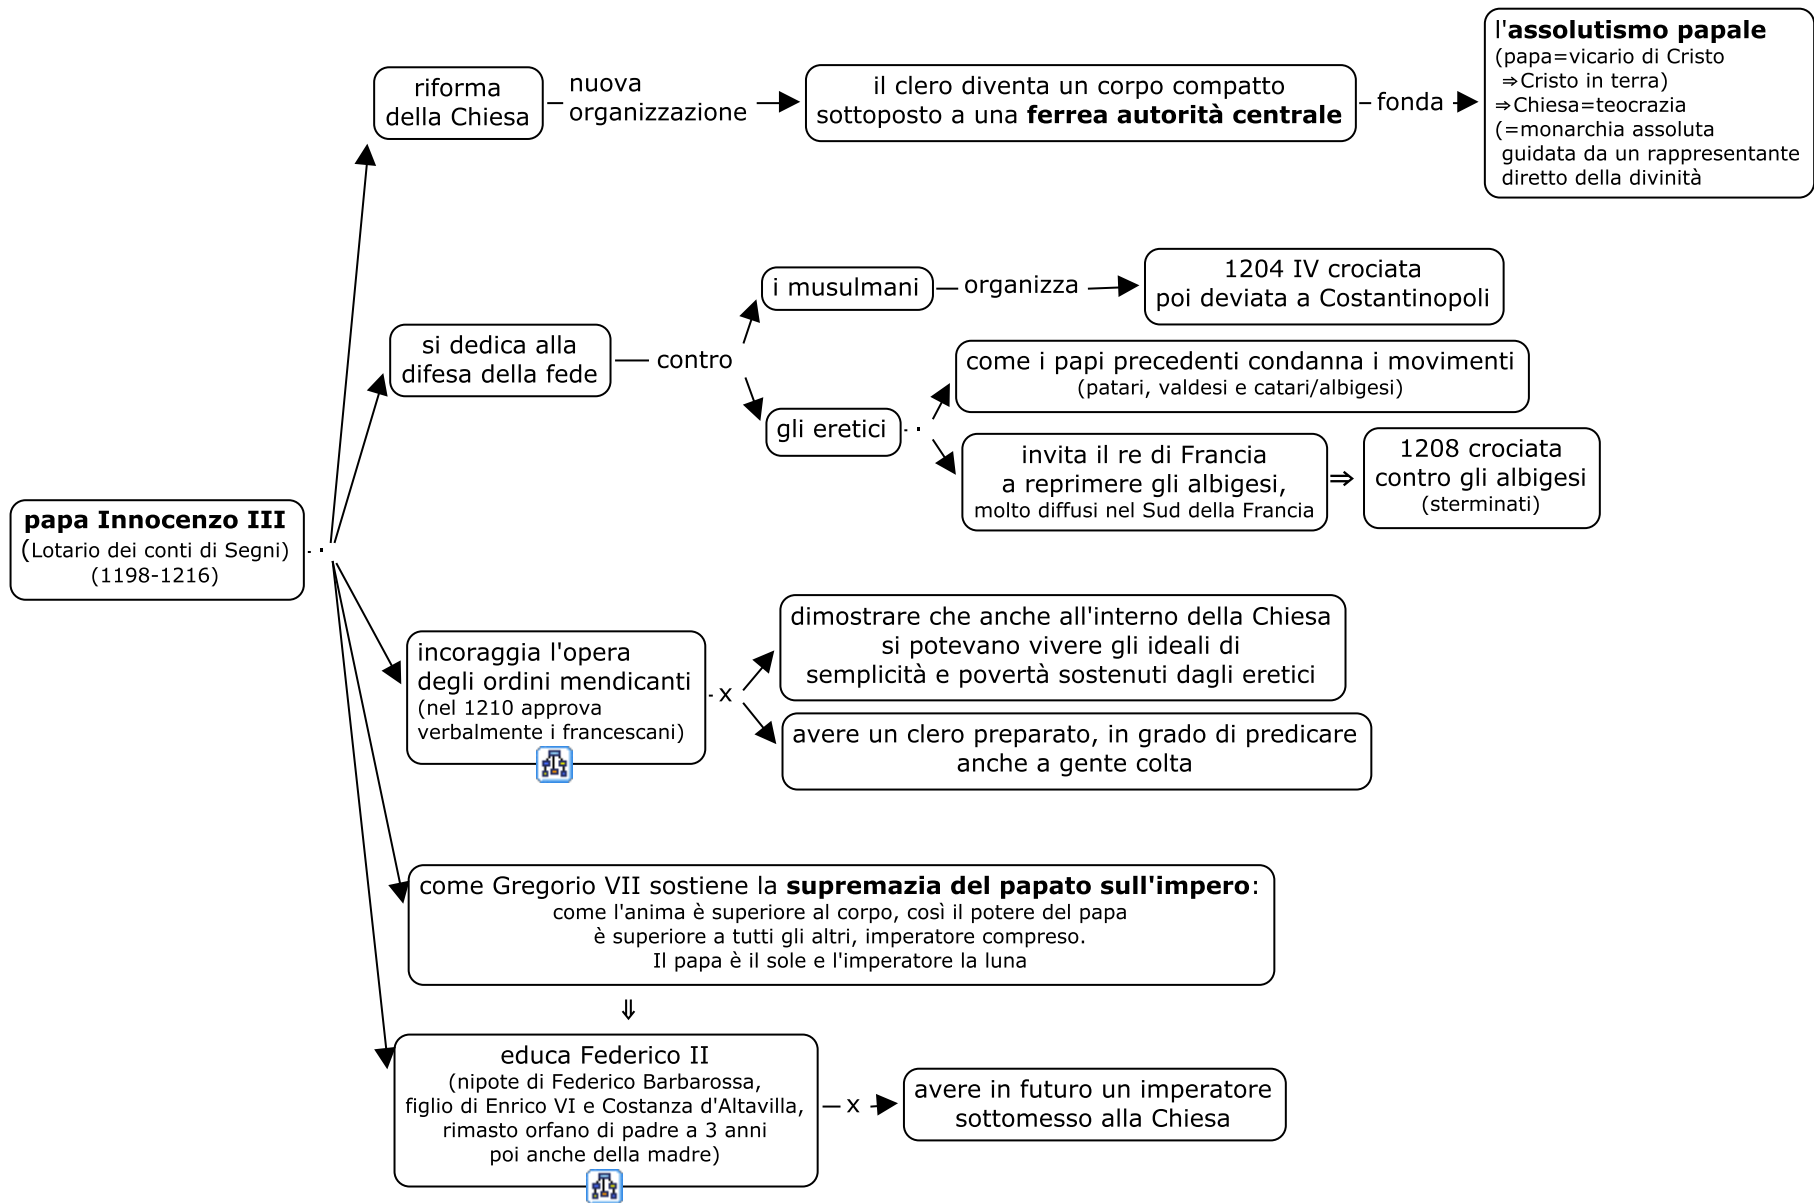 l'assolutismo papale
(papa=vicario di Cristo
⇒Cristo in terra)
⇒Chiesa=teocrazia
(=monarchia assoluta
guidata da un rappresentante
diretto della divinità
riforma
della Chiesa
nuova
organizzazione
il clero diventa un corpo compatto
sottoposto a una ferrea autorità centrale
fonda
i musulmani
organizza
1204 IV crociata
poi deviata a Costantinopoli
si dedica alla
difesa della fede
contro
come i papi precedenti condanna i movimenti
(patari, valdesi e catari/albigesi)
gli eretici
invita il re di Francia
a reprimere gli albigesi,
molto diffusi nel Sud della Francia
⇒
1208 crociata
contro gli albigesi
(sterminati)
papa Innocenzo III
(Lotario dei conti di Segni)
(1198-1216)
incoraggia l'opera
degli ordini mendicanti
(nel 1210 approva
verbalmente i francescani)
x
dimostrare che anche all'interno della Chiesa
si potevano vivere gli ideali di
semplicità e povertà sostenuti dagli eretici
avere un clero preparato, in grado di predicare
anche a gente colta
come Gregorio VII sostiene la supremazia del papato sull'impero:
come l'anima è superiore al corpo, così il potere del papa
è superiore a tutti gli altri, imperatore compreso.
Il papa è il sole e l'imperatore la luna
⇓
educa Federico II
(nipote di Federico Barbarossa,
figlio di Enrico VI e Costanza d'Altavilla,
rimasto orfano di padre a 3 anni
poi anche della madre)
x
avere in futuro un imperatore
sottomesso alla Chiesa